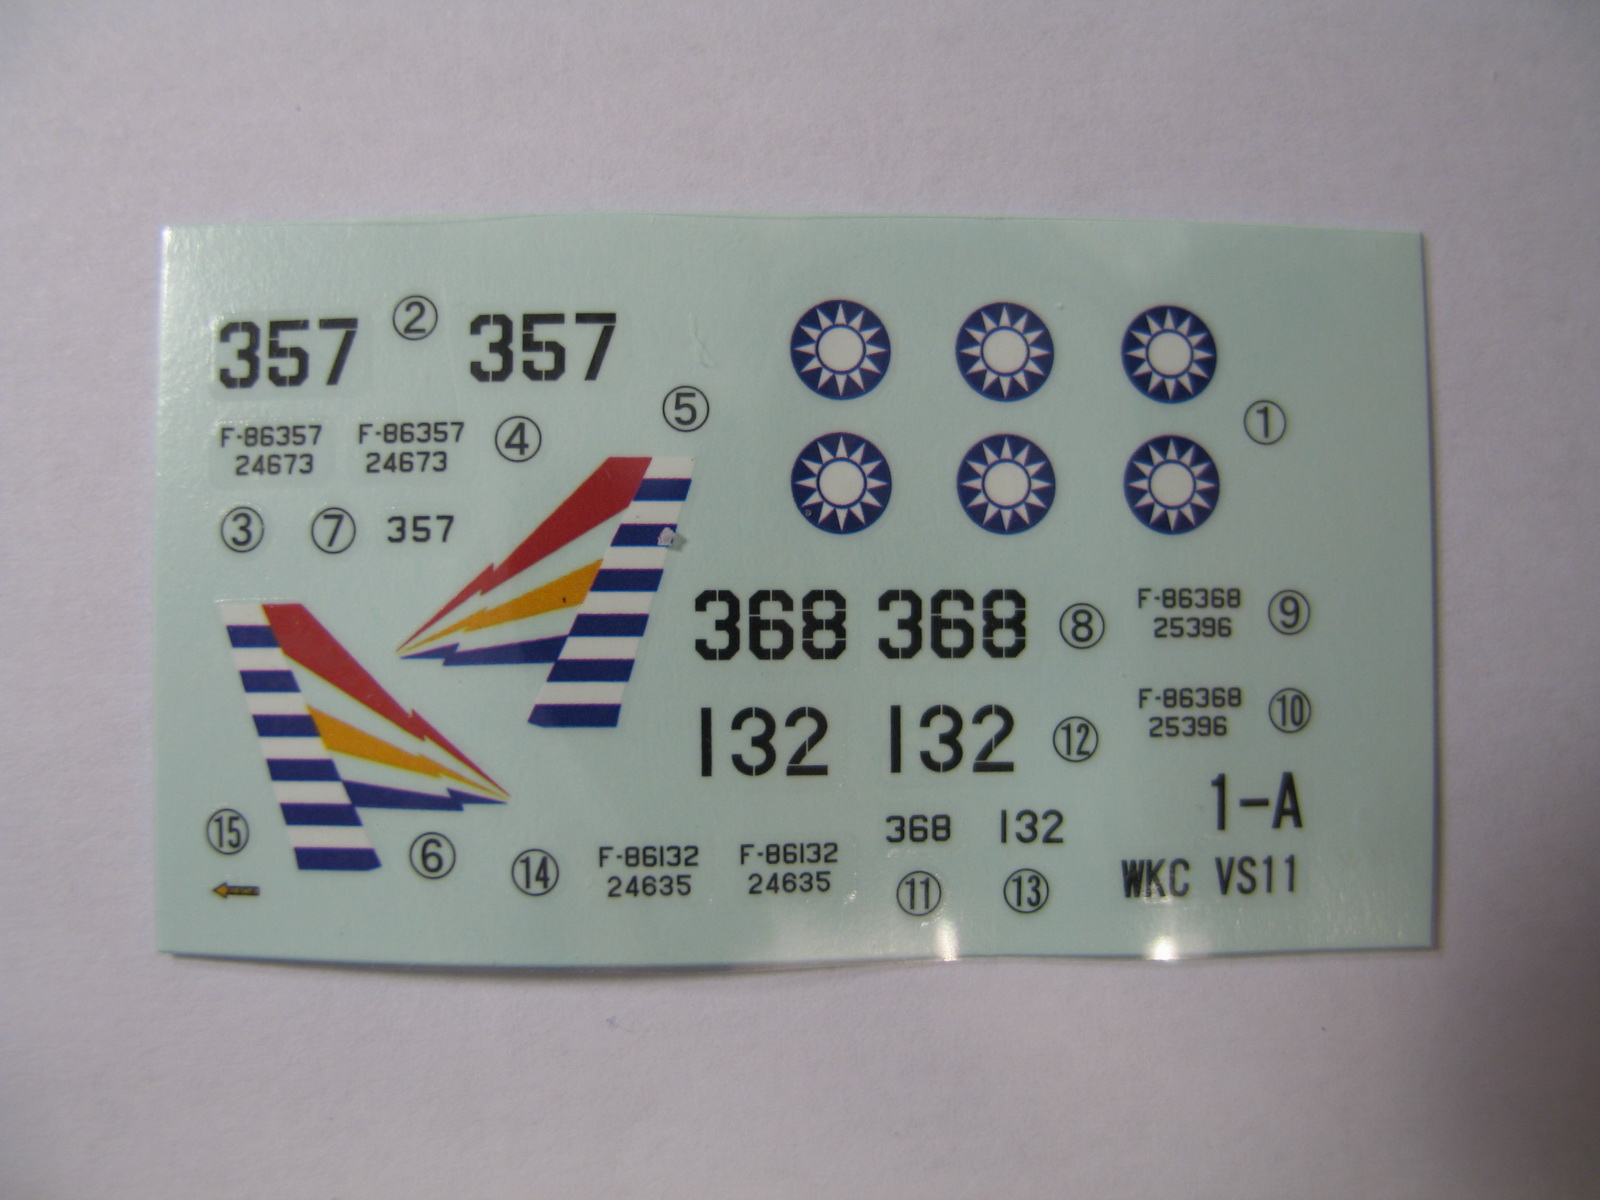 357 ② 357
⑤
F-86357 F-86357 ④
24673 24673
①
③ ⑦ 357
368 368 ⑧
F-86368 ⑨
25396
132 132 ⑫
F-86368 ⑩
25396
1-A
368 132
⑮ ⑥ ⑭
F-86132 F-86132
24635 24635
⑪ ⑬
WKC VS11